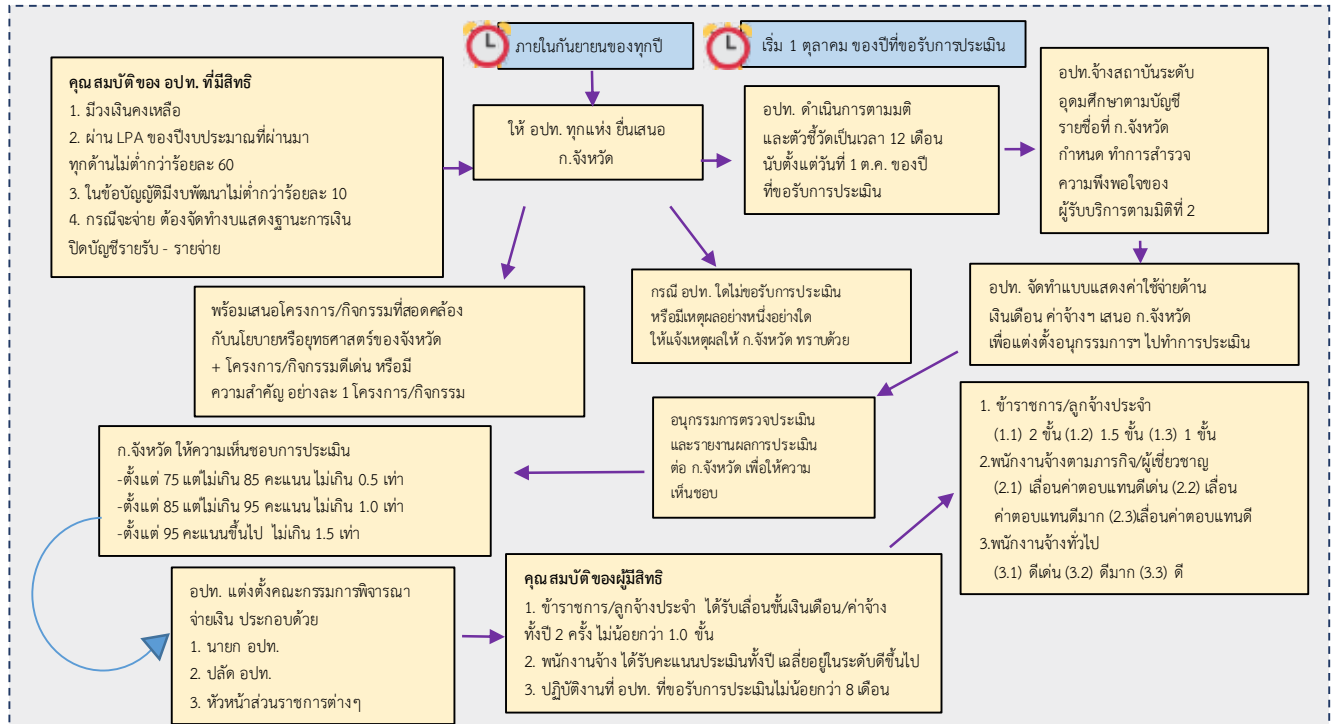 ภายในกันยายนของทุกปี
เริ่ม 1 ตุลาคม ของปีที่ขอรับการประเมิน
คุณสมบัติของ อปท. ที่มีสิทธิ
1. มีวงเงินคงเหลือ
2. ผ่าน LPA ของปีงบประมาณที่ผ่านมา
ทุกด้านไม่ต่ำกว่าร้อยละ 60
3. ในข้อบัญญัติมีงบพัฒนาไม่ต่ำกว่าร้อยละ 10
4. กรณีจะจ่าย ต้องจัดทำงบแสดงฐานะการเงิน
ปิดบัญชีรายรับ - รายจ่าย
ให้ อปท. ทุกแห่ง ยื่นเสนอ
ก.จังหวัด
อปท. ดำเนินการตามมติ
และตัวชี้วัดเป็นเวลา 12 เดือน
นับตั้งแต่วันที่ 1 ต.ค. ของปี
ที่ขอรับการประเมิน
อปท.จ้างสถาบันระดับ
อุดมศึกษาตามบัญชี
รายชื่อที่ ก.จังหวัด
กำหนด ทำการสำรวจ
ความพึงพอใจของ
ผู้รับบริการตามมิติที่ 2
พร้อมเสนอโครงการ/กิจกรรมที่สอดคล้อง
กับนโยบายหรือยุทธศาสตร์ของจังหวัด
+ โครงการ/กิจกรรมดีเด่น หรือมี
ความสำคัญ อย่างละ 1 โครงการ/กิจกรรม
กรณี อปท. ใดไม่ขอรับการประเมิน
หรือมีเหตุผลอย่างหนึ่งอย่างใด
ให้แจ้งเหตุผลให้ ก.จังหวัด ทราบด้วย
อปท. จัดทำแบบแสดงค่าใช้จ่ายด้าน
เงินเดือน ค่าจ้างฯ เสนอ ก.จังหวัด
เพื่อแต่งตั้งอนุกรรมการฯ ไปทำการประเมิน
อนุกรรมการตรวจประเมิน
และรายงานผลการประเมิน
ต่อ ก.จังหวัด เพื่อให้ความ
เห็นชอบ
ก.จังหวัด ให้ความเห็นชอบการประเมิน
-ตั้งแต่ 75 แต่ไม่เกิน 85 คะแนน ไม่เกิน 0.5 เท่า
-ตั้งแต่ 85 แต่ไม่เกิน 95 คะแนน ไม่เกิน 1.0 เท่า
-ตั้งแต่ 95 คะแนนขึ้นไป ไม่เกิน 1.5 เท่า
อปท. แต่งตั้งคณะกรรมการพิจารณา
จ่ายเงิน ประกอบด้วย
1. นายก อปท.
2. ปลัด อปท.
3. หัวหน้าส่วนราชการต่างๆ
คุณสมบัติของผู้มีสิทธิ
1. ข้าราชการ/ลูกจ้างประจำ ได้รับเลื่อนขั้นเงินเดือน/ค่าจ้าง
ทั้งปี 2 ครั้ง ไม่น้อยกว่า 1.0 ขั้น
2. พนักงานจ้าง ได้รับคะแนนประเมินทั้งปี เฉลี่ยอยู่ในระดับดีขึ้นไป
3. ปฏิบัติงานที่ อปท. ที่ขอรับการประเมินไม่น้อยกว่า 8 เดือน
1. ข้าราชการ/ลูกจ้างประจำ
(1.1) 2 ขั้น (1.2) 1.5 ขั้น (1.3) 1 ขั้น
2.พนักงานจ้างตามภารกิจ/ผู้เชี่ยวชาญ
(2.1) เลื่อนค่าตอบแทนดีเด่น (2.2) เลื่อน
ค่าตอบแทนดีมาก (2.3)เลื่อนค่าตอบแทนดี
3.พนักงานจ้างทั่วไป
(3.1) ดีเด่น (3.2) ดีมาก (3.3) ดี